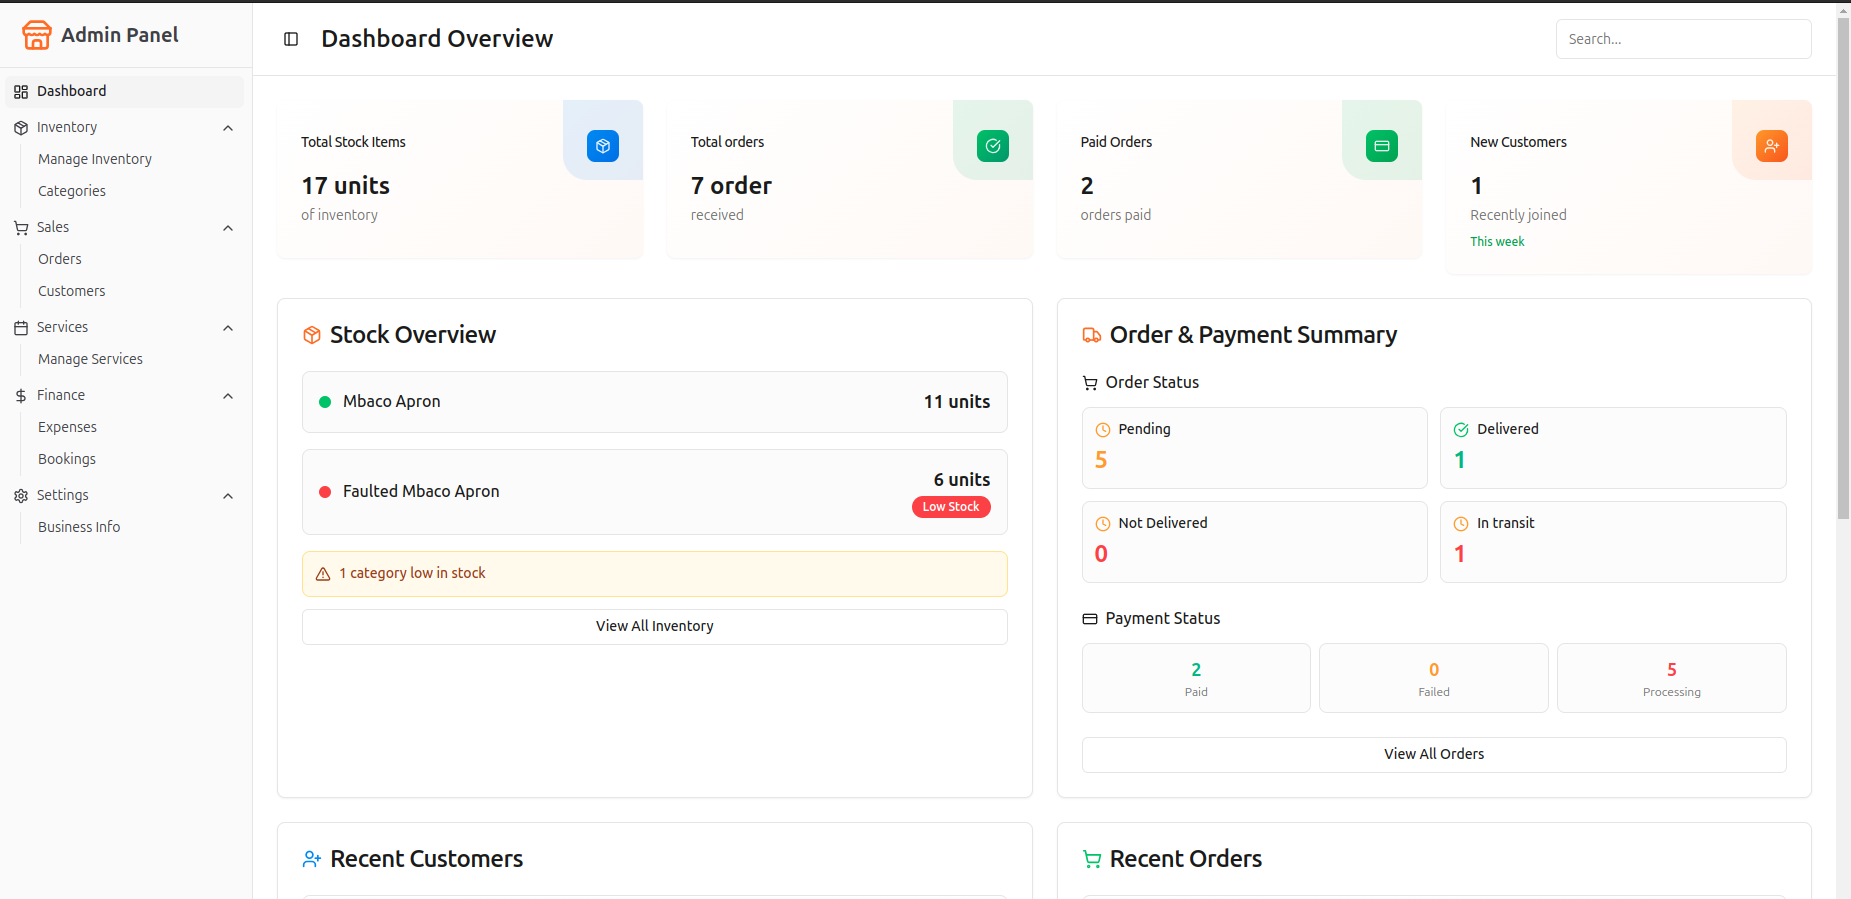 Admin Panel
Dashboard
Inventory
Manage Inventory
Categories
Sales
Orders
Customers
Services
Manage Services
Finance
Expenses
Bookings
Settings
Business Info
Dashboard Overview
Search...
Total Stock Items
17 units
of inventory
Total orders
7 order
received
Paid Orders
2
orders paid
New Customers
1
Recently joined
This week
Stock Overview
Mbaco Apron
11 units
Faulted Mbaco Apron
6 units
Low Stock
1 category low in stock
View All Inventory
Order & Payment Summary
Order Status
Pending
5
Delivered
1
Not Delivered
0
In transit
1
Payment Status
2
Paid
0
Failed
5
Processing
View All Orders
Recent Customers
Recent Orders